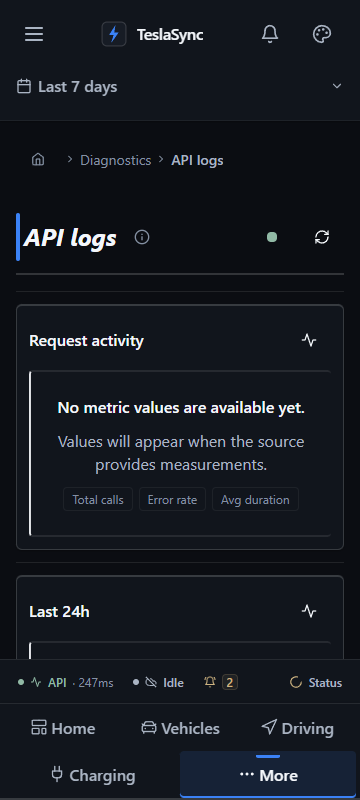 TeslaSync
Last 7 days
Diagnostics API logs
API logs
Request activity
No metric values are available yet.
Values will appear when the source
provides measurements.
Total calls Error rate Avg duration
Last 24h
API · 247ms Idle 2 Status
Home Vehicles Driving
Charging More